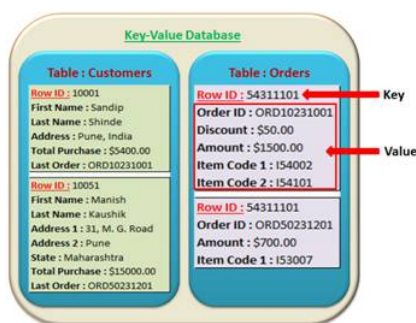 Key-Value Database
Table : Customers
Row ID : 10001
First Name : Sandip
Last Name : Shinde
Address : Pune, India
Total Purchase : $5400.00
Last Order : ORD10231001
Row ID : 10051
First Name : Manish
Last Name : Kaushik
Address 1 : 31, M. G. Road
Address 2 : Pune
State : Maharashtra
Total Purchase : $15000.00
Last Order : ORD50231201
Table : Orders
Row ID : 54311101
Order ID : ORD10231001
Discount : $50.00
Amount : $1500.00
Item Code 1 : I54002
Item Code 2 : I54101
Row ID : 54311101
Order ID : ORD50231201
Amount : $700.00
Item Code 1 : I53007
Key
Value